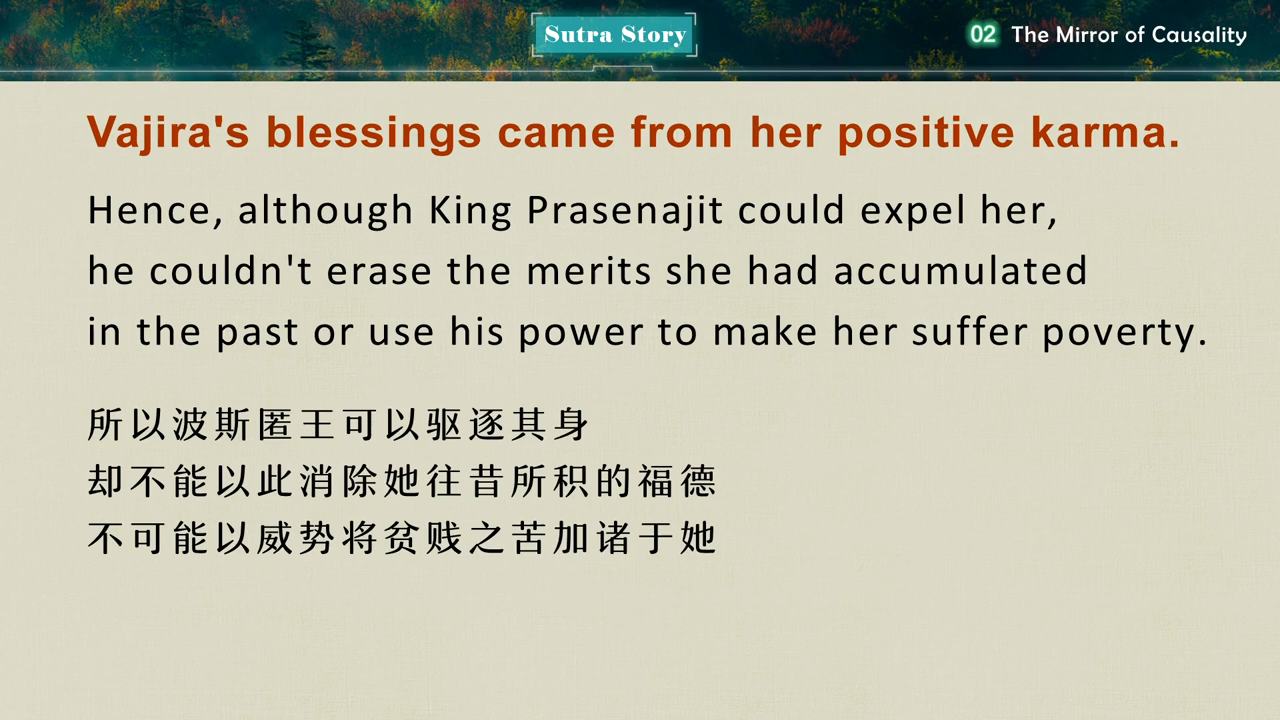 Sutra Story
02 The Mirror of Causality
Vajira's blessings came from her positive karma.
Hence, although King Prasenajit could expel her,
he couldn't erase the merits she had accumulated
in the past or use his power to make her suffer poverty.
所以波斯匿王可以驱逐其身
却不能以此消除她往昔所积的福德
不可能以威势将贫贱之苦加诸于她